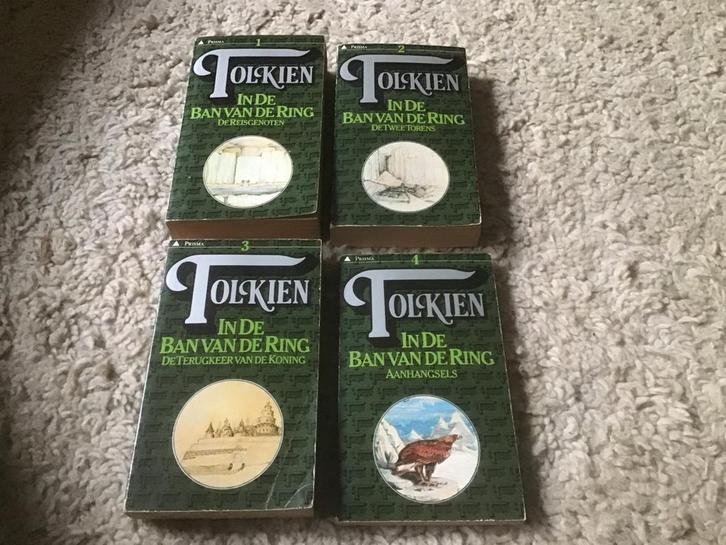 PRISMA
1
TOLKIEN
IN DE
BAN VAN DE RING
DE REISGENOTEN
PRISMA
2
TOLKIEN
IN DE
BAN VAN DE RING
DE TWEE TORENS
PRISMA
3
TOLKIEN
IN DE
BAN VAN DE RING
DE TERUGKEER VAN DE KONING
PRISMA
4
TOLKIEN
IN DE
BAN VAN DE RING
AANHANGSELS